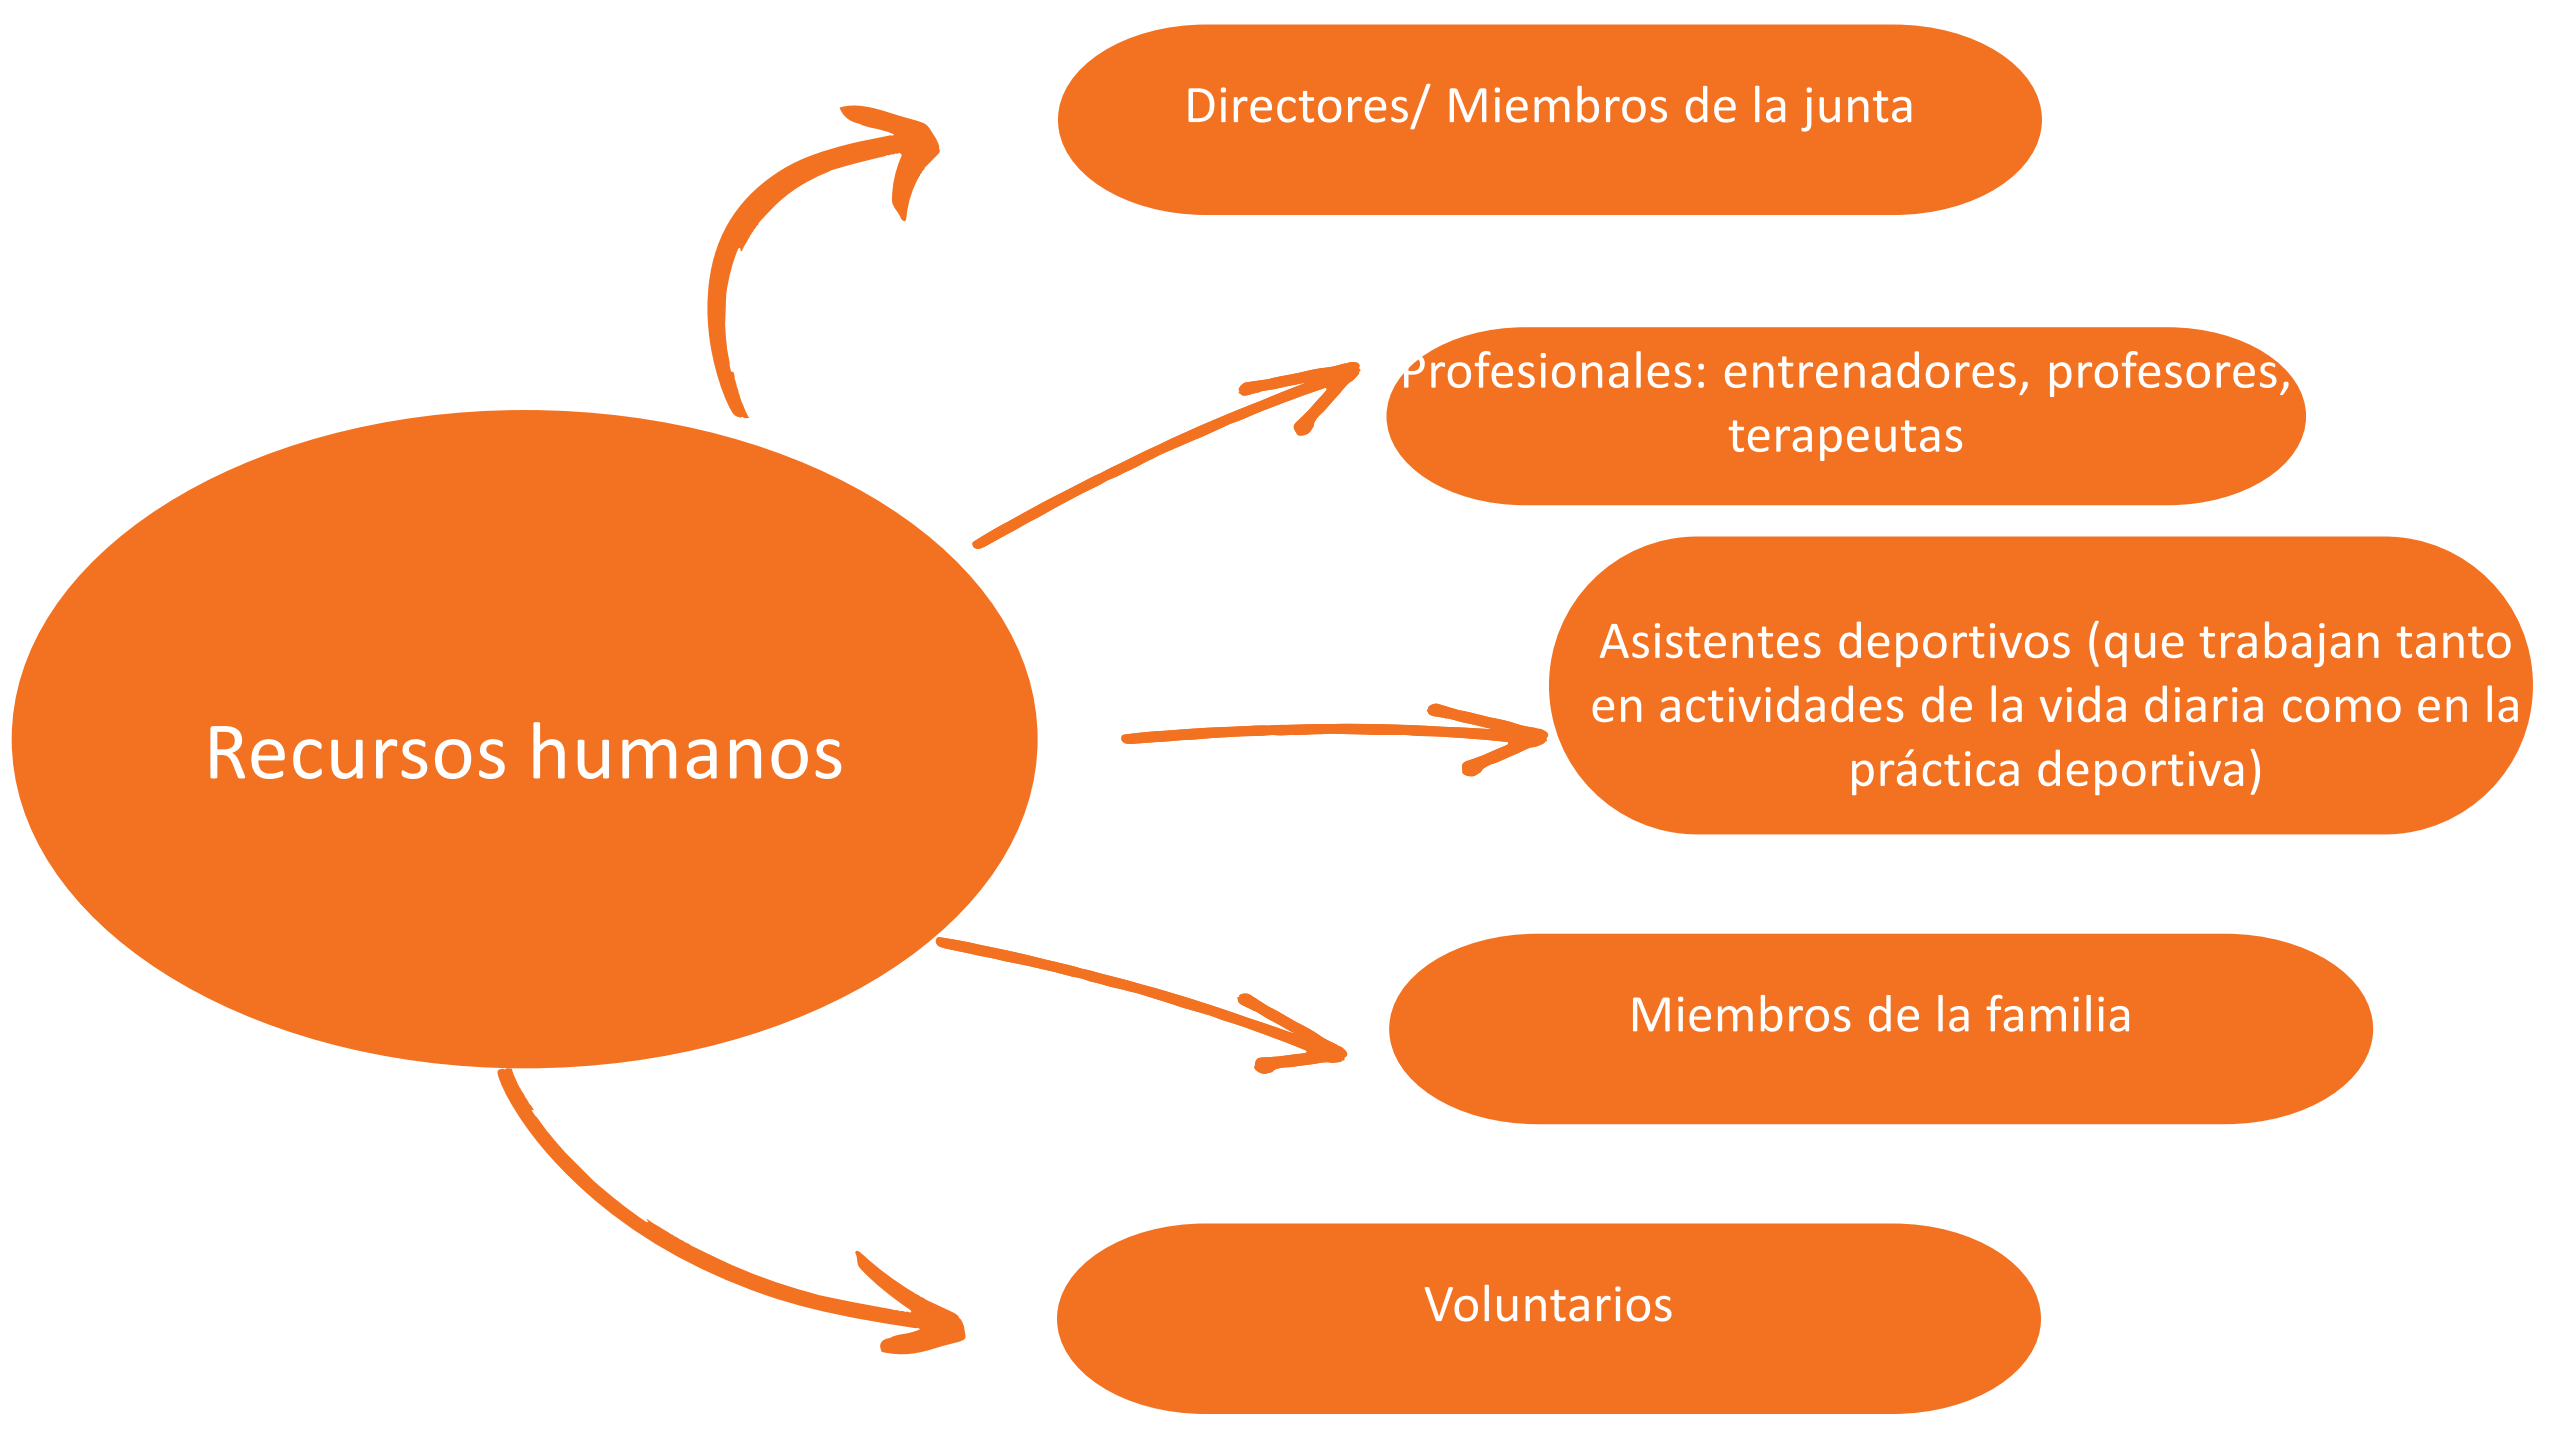 Directores/ Miembros de la junta
Profesionales: entrenadores, profesores,
terapeutas
Asistentes deportivos (que trabajan tanto
en actividades de la vida diaria como en la
práctica deportiva)
Recursos humanos
Miembros de la familia
Voluntarios